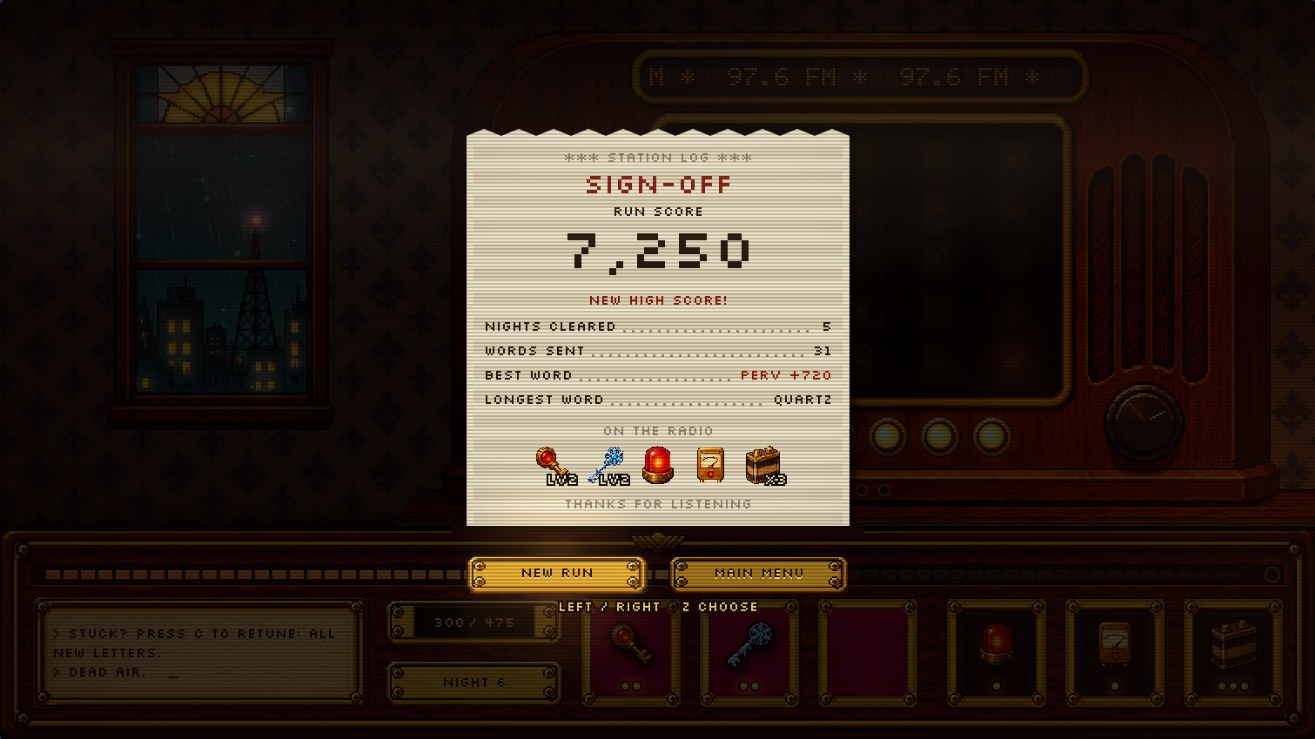 M * 97.6 FM * 97.6 FM *
*** STATION LOG ***
SIGN-OFF
RUN SCORE
7,250
NEW HIGH SCORE!
NIGHTS CLEARED 5
WORDS SENT 31
BEST WORD PERV +720
LONGEST WORD QUARTZ
ON THE RADIO
LV2 LV2 X3
THANKS FOR LISTENING
NEW RUN
MAIN MENU
LEFT / RIGHT Z CHOOSE
> STUCK? PRESS C TO RETUNE: ALL
NEW LETTERS.
> DEAD AIR. _
300 / 475
NIGHT 6